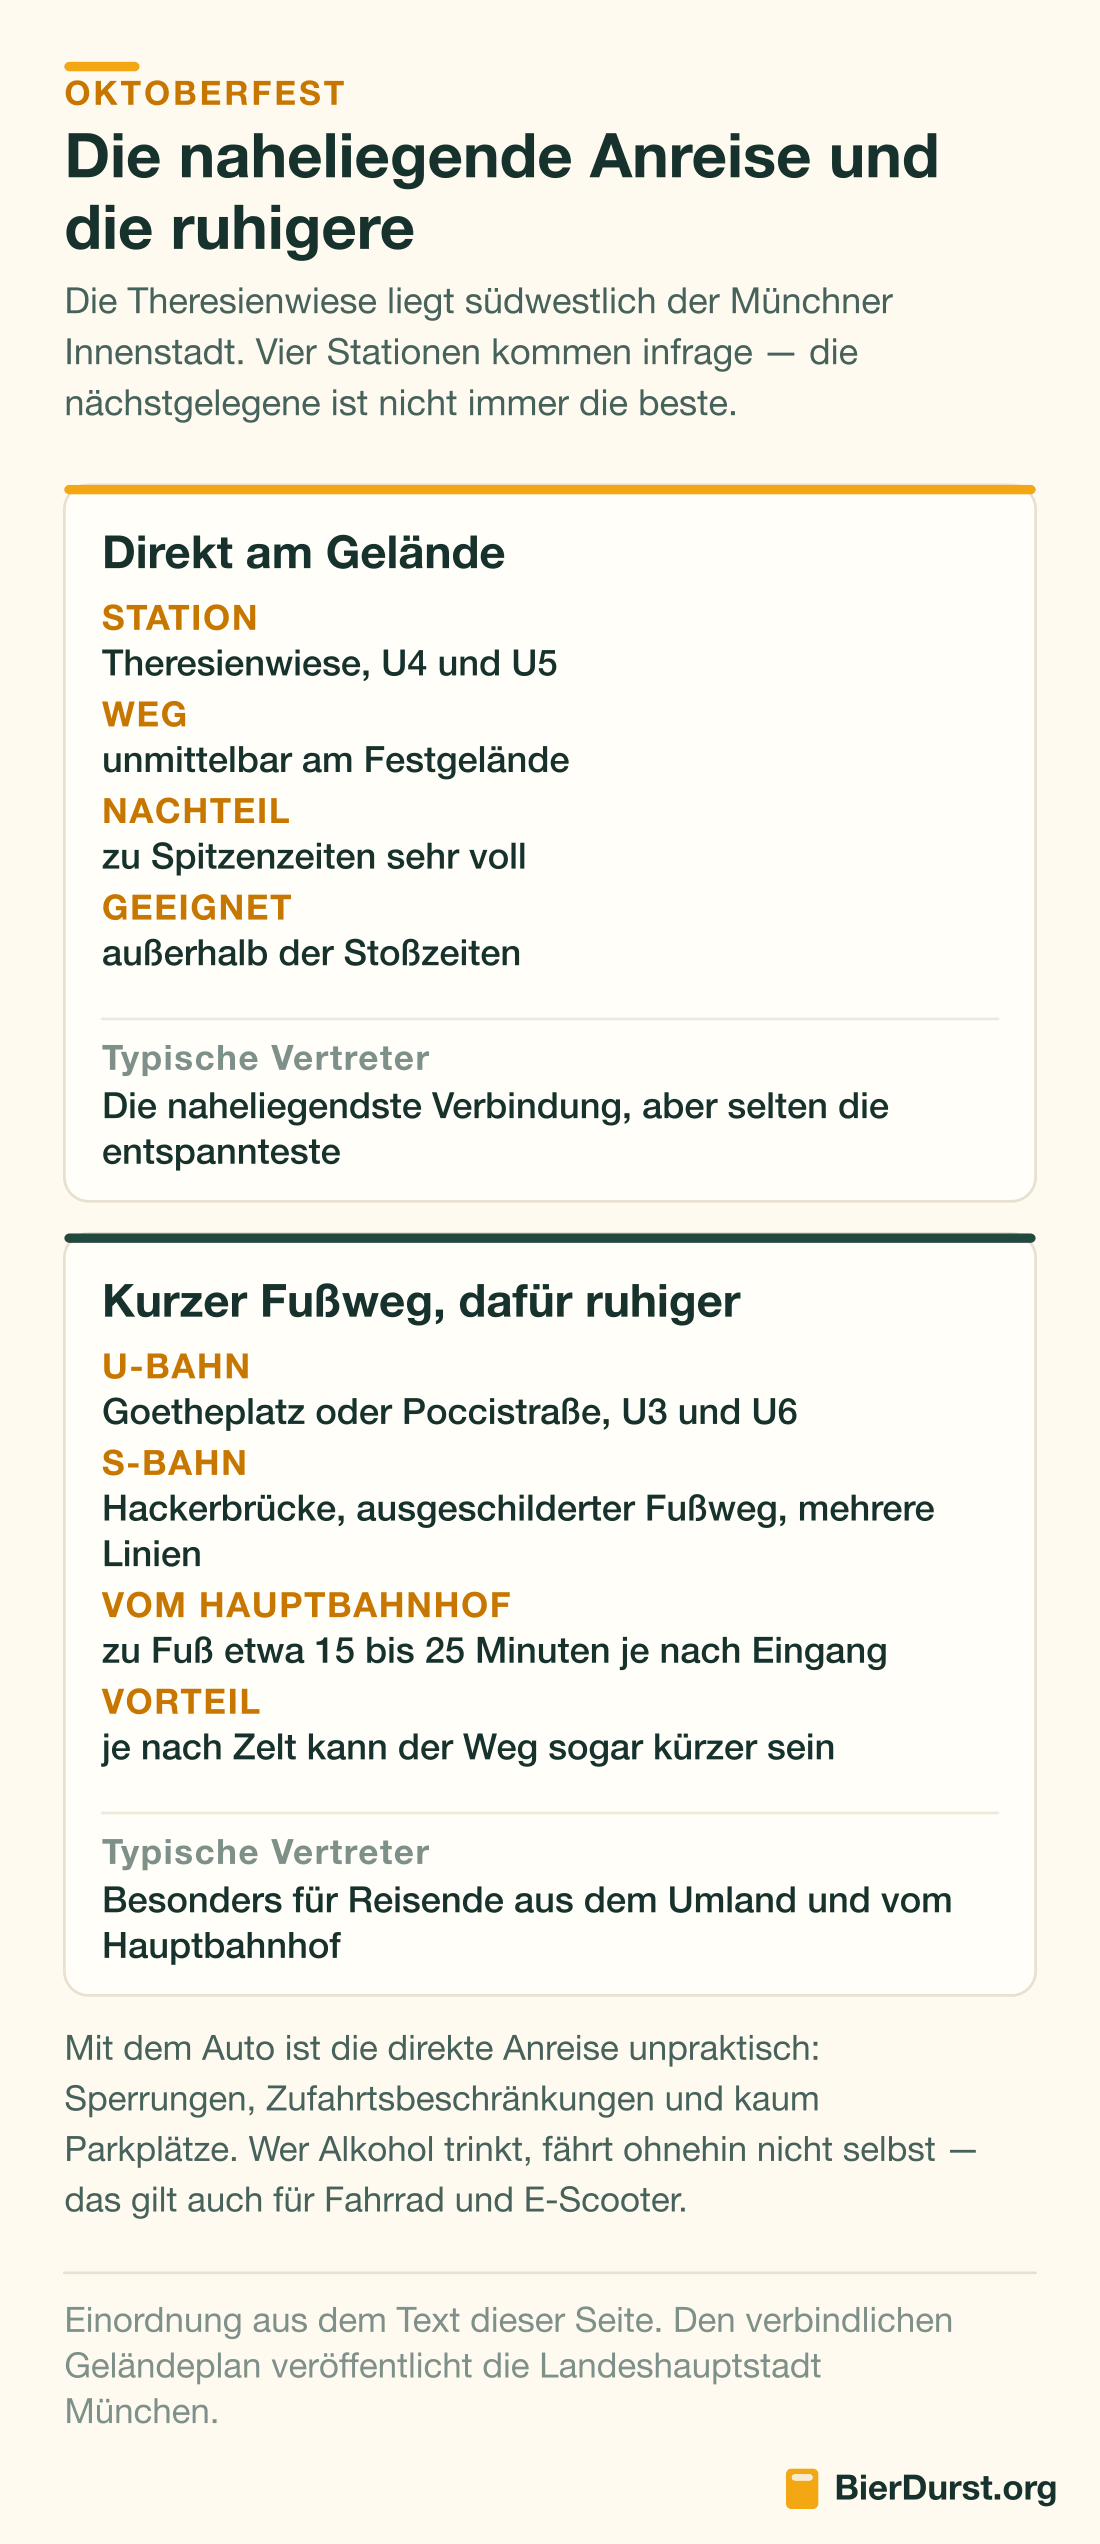 OKTOBERFEST
Die naheliegende Anreise und
die ruhigere
Die Theresienwiese liegt südwestlich der Münchner
Innenstadt. Vier Stationen kommen infrage — die
nächstgelegene ist nicht immer die beste.
Direkt am Gelände
STATION
Theresienwiese, U4 und U5
WEG
unmittelbar am Festgelände
NACHTEIL
zu Spitzenzeiten sehr voll
GEEIGNET
außerhalb der Stoßzeiten
Typische Vertreter
Die naheliegendste Verbindung, aber selten die
entspannteste
Kurzer Fußweg, dafür ruhiger
U-BAHN
Goetheplatz oder Poccistraße, U3 und U6
S-BAHN
Hackerbrücke, ausgeschilderter Fußweg, mehrere
Linien
VOM HAUPTBAHNHOF
zu Fuß etwa 15 bis 25 Minuten je nach Eingang
VORTEIL
je nach Zelt kann der Weg sogar kürzer sein
Typische Vertreter
Besonders für Reisende aus dem Umland und vom
Hauptbahnhof
Mit dem Auto ist die direkte Anreise unpraktisch:
Sperrungen, Zufahrtsbeschränkungen und kaum
Parkplätze. Wer Alkohol trinkt, fährt ohnehin nicht selbst —
das gilt auch für Fahrrad und E-Scooter.
Einordnung aus dem Text dieser Seite. Den verbindlichen
Geländeplan veröffentlicht die Landeshauptstadt
München.
BierDurst.org